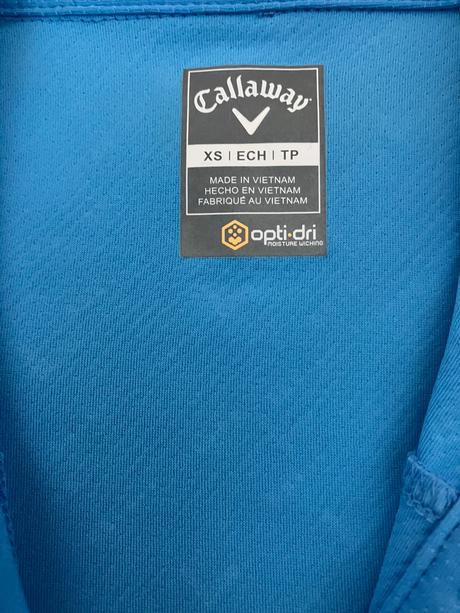 Callaway
XS | ECH | TP
MADE IN VIETNAM
HECHO EN VIETNAM
FABRIQUÉ AU VIETNAM
opti·dri
MOISTURE WICKING